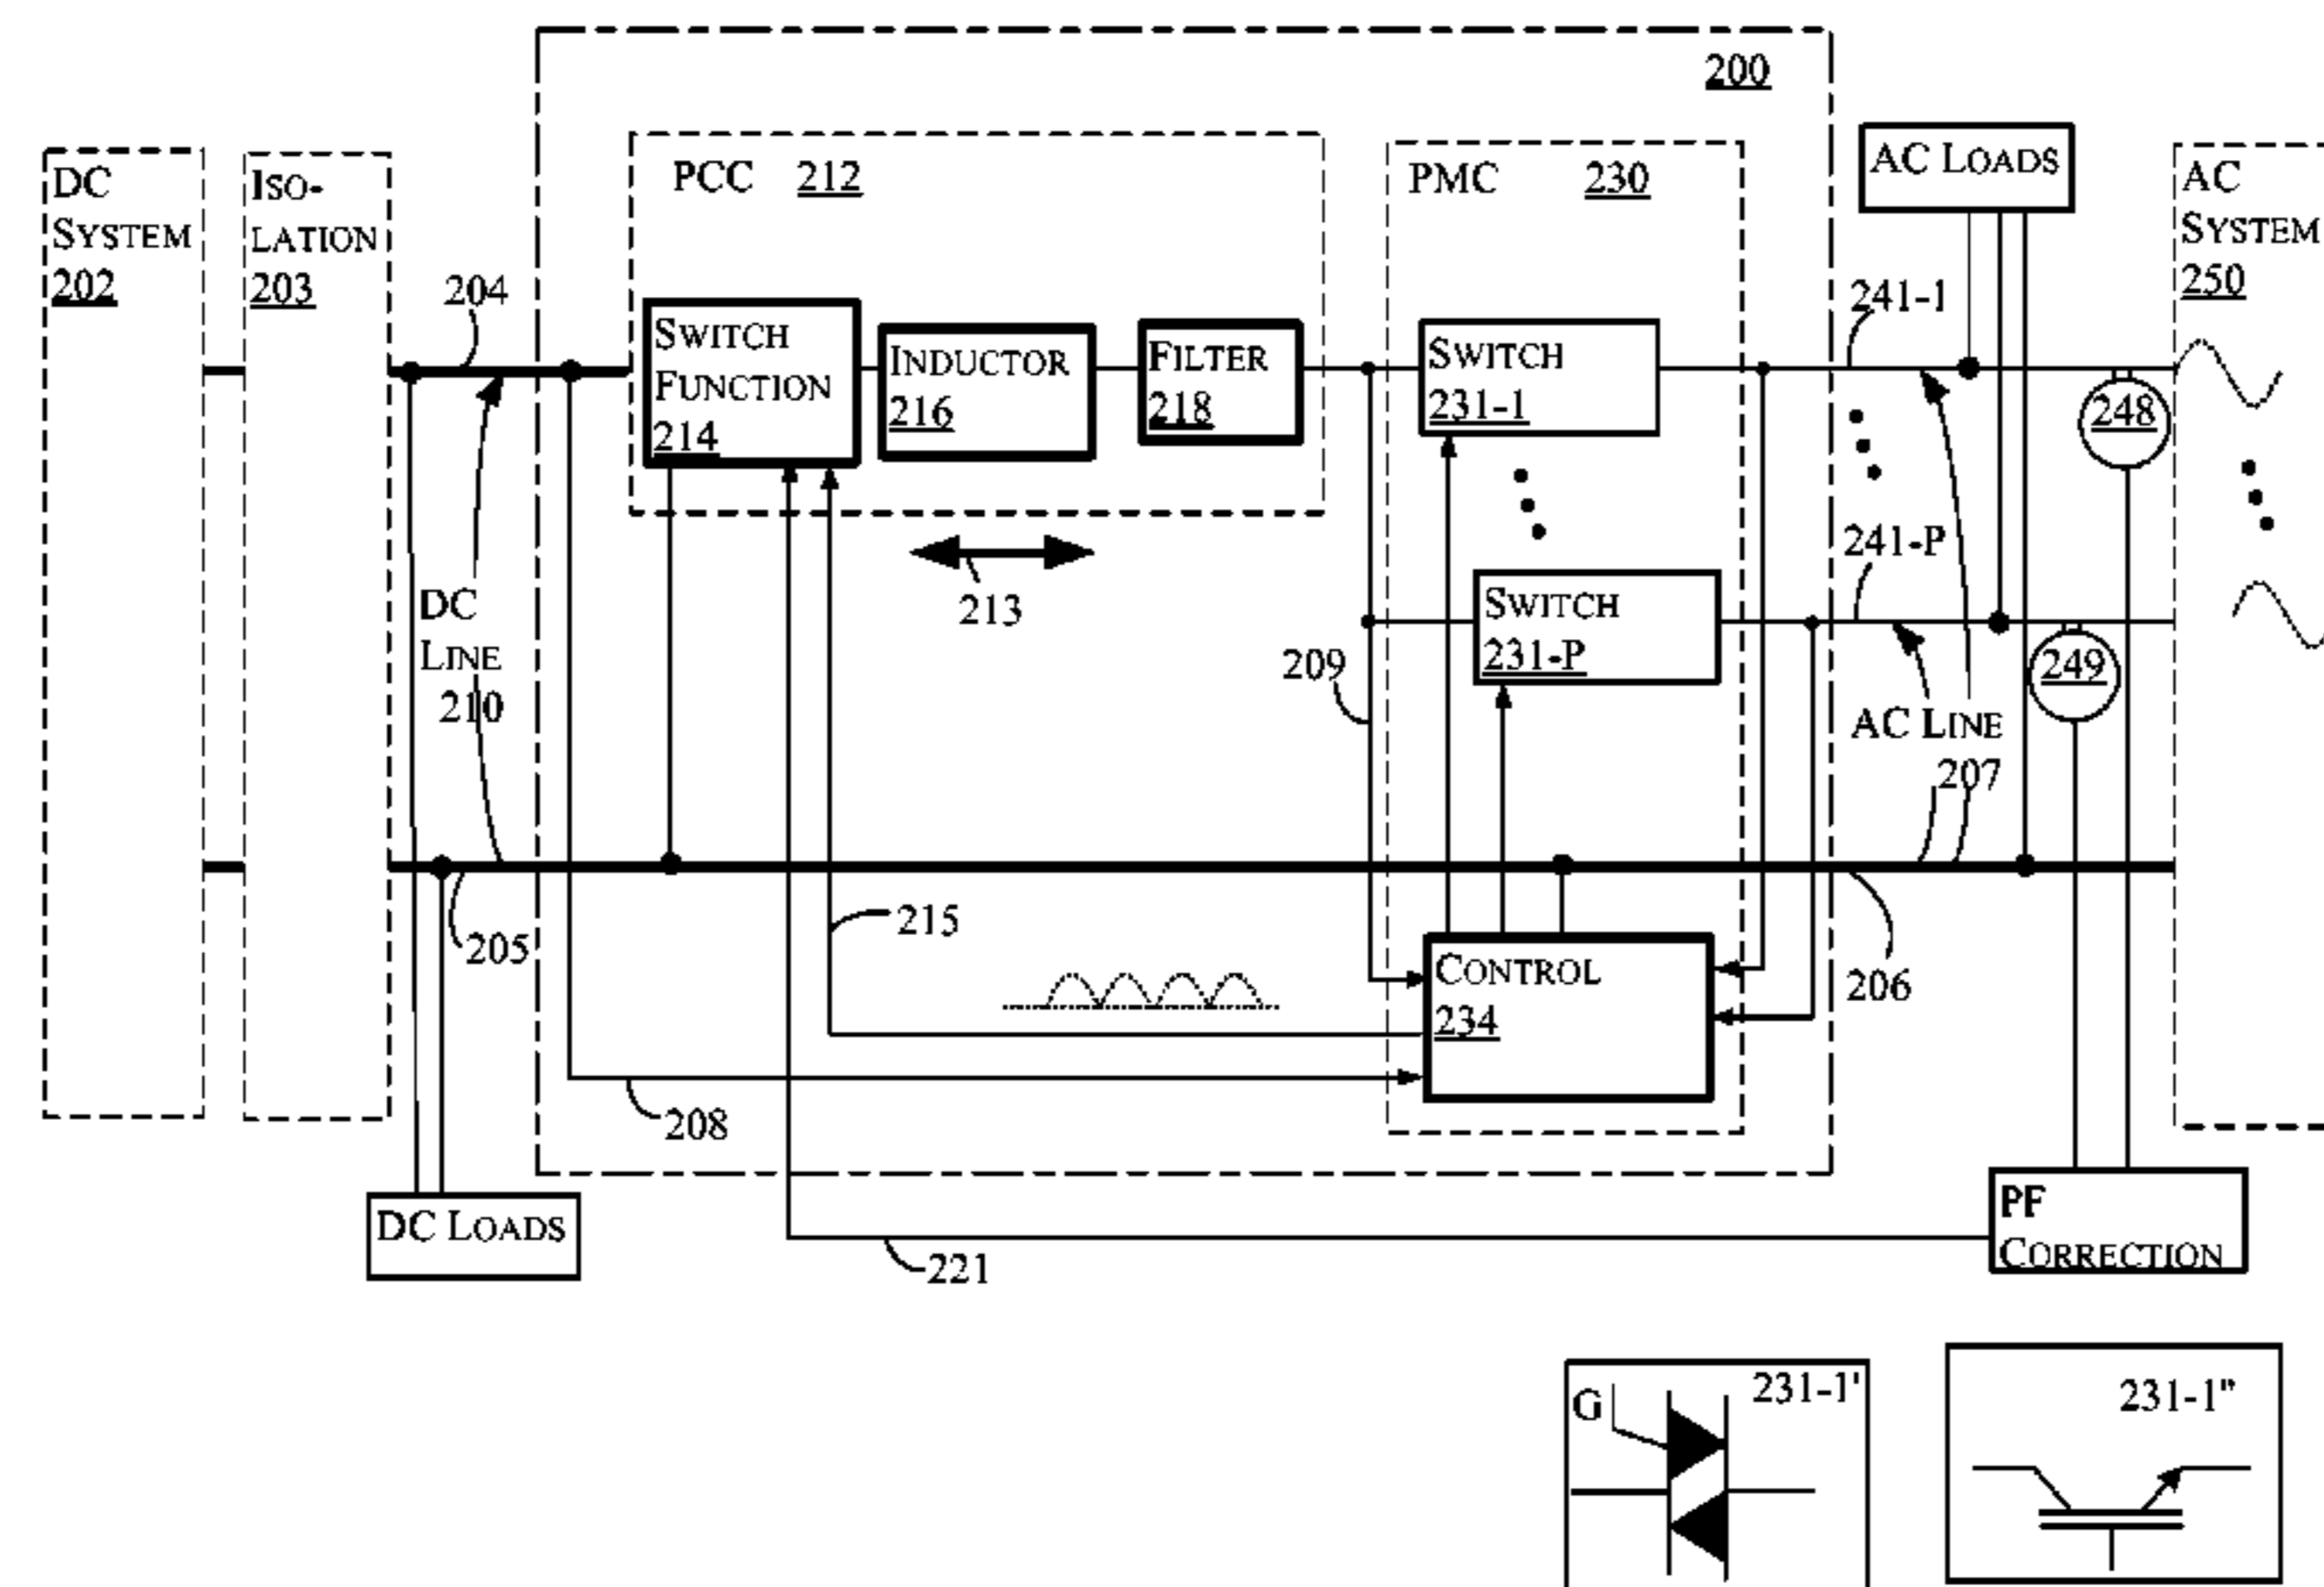 200
DC
SYSTEM
202
ISO-
LATION
203
204
PCC 212
SWITCH
FUNCTION
214
INDUCTOR
216
FILTER
218
213
PMC 230
SWITCH
231-1
SWITCH
231-P
209
AC LOADS
241-1
241-P
AC
SYSTEM
250
248
249
DC
LINE
210
AC LINE
207
205
215
206
CONTROL
234
208
DC LOADS
221
PF
CORRECTION
G
231-1'
231-1"